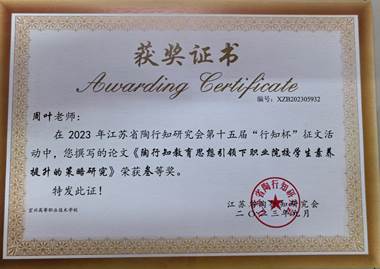 获奖证书
Awarding Certificate
编号：XZB202305932
周叶老师：
在 2023 年江苏省陶行知研究会第十五届“行知杯”征文活
动中，您撰写的论文《陶行知教育思想引领下职业院校学生素养
提升的策略研究》荣获叁等奖。
特发此证！
宜兴高等职业技术学校
江苏省陶行知研究会
二〇二三年九月